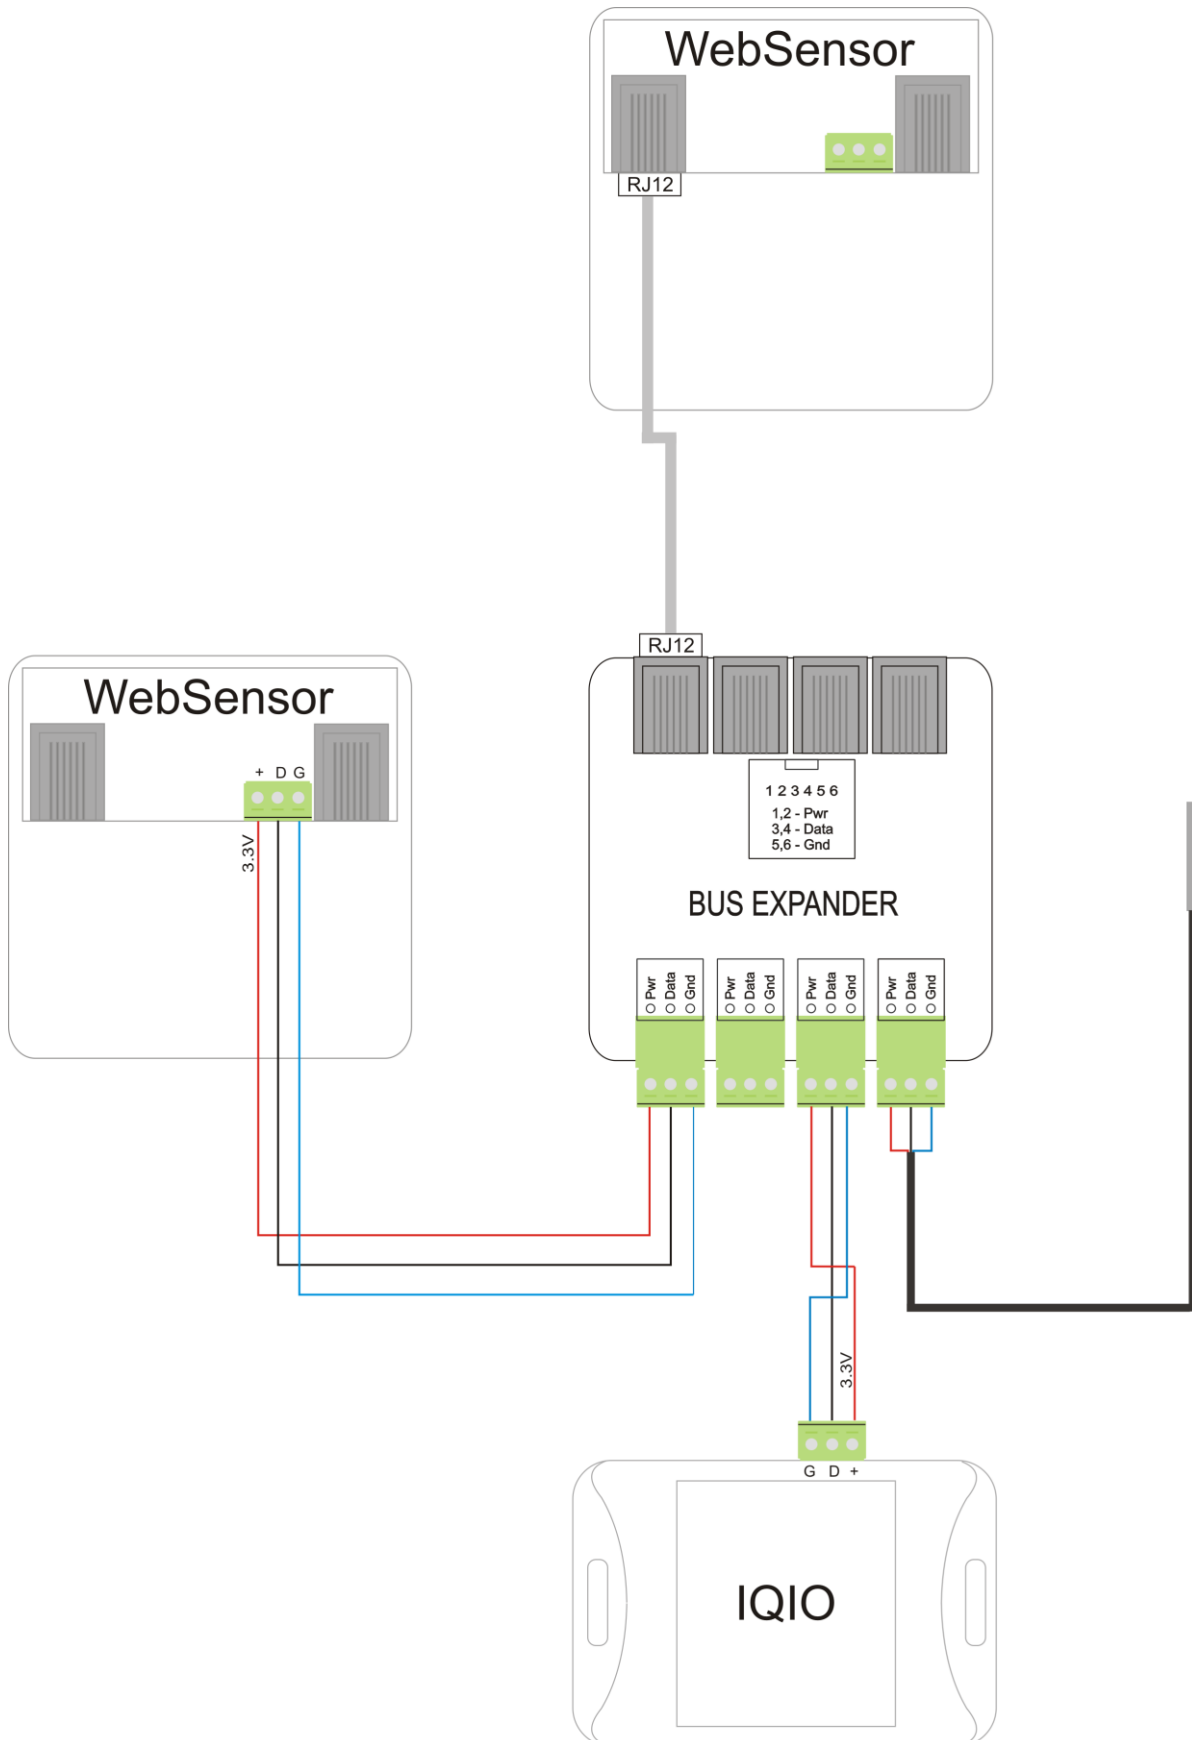 WebSensor
RJ12
RJ12
WebSensor
+ D G
3.3V
1 2 3 4 5 6
1,2 - Pwr
3,4 - Data
5,6 - Gnd
BUS EXPANDER
Pwr Data Gnd
Pwr Data Gnd
Pwr Data Gnd
Pwr Data Gnd
3.3V
G D +
IQIO